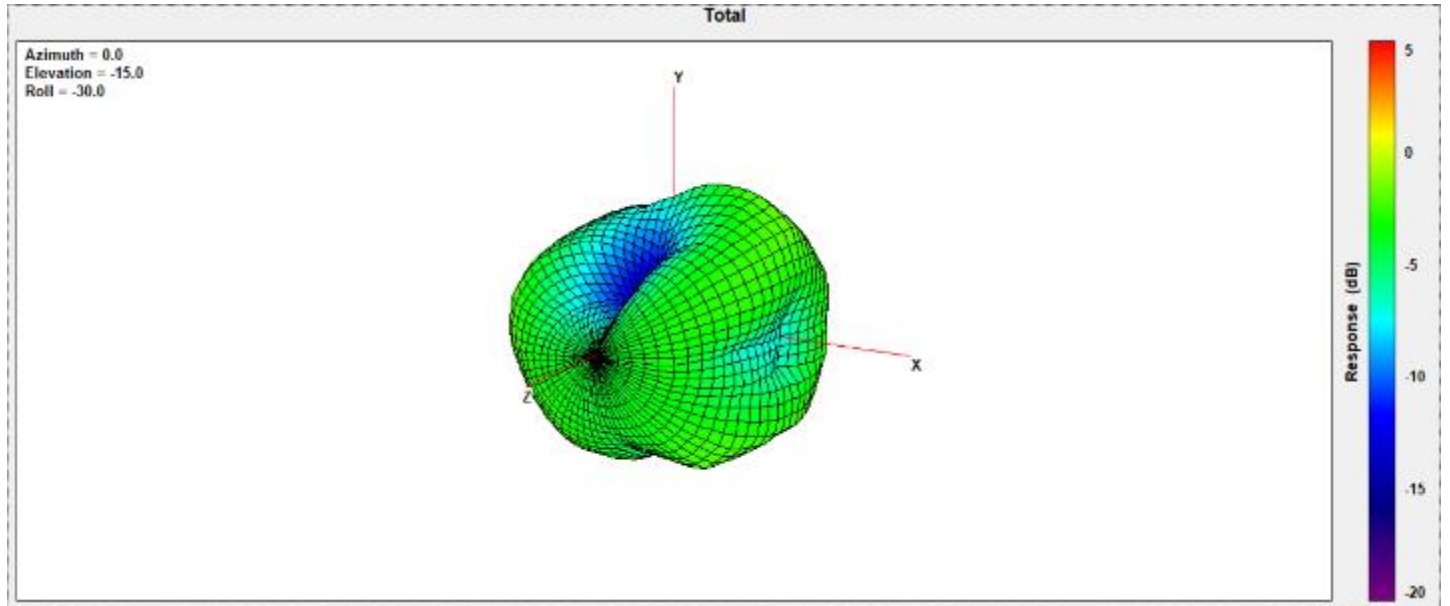 Total
Azimuth = 0.0
Elevation = -15.0
Roll = -30.0
Y
X
Z
5
0
-5
-10
-15
-20
Response (dB)